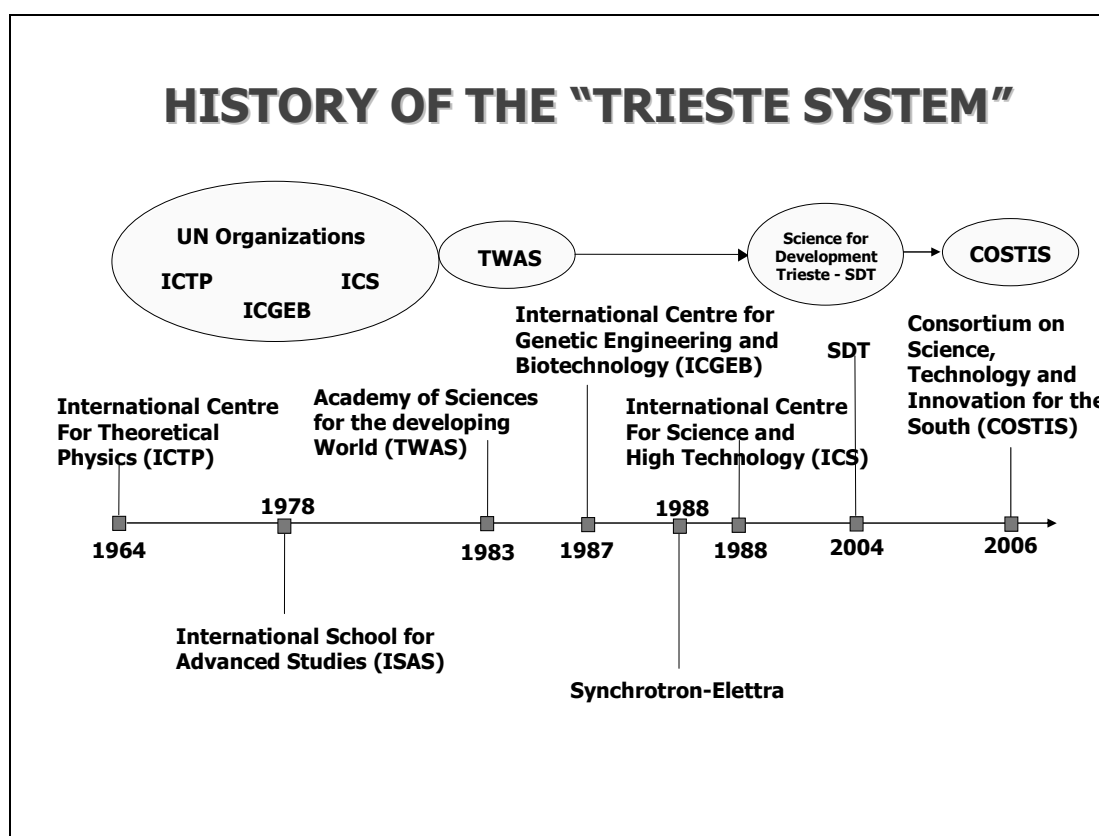 HISTORY OF THE “TRIESTE SYSTEM”
UN Organizations
ICTP
ICS
ICGEB
TWAS
Science for
Development
Trieste - SDT
COSTIS
International Centre
For Theoretical
Physics (ICTP)
Academy of Sciences
for the developing
World (TWAS)
International Centre for
Genetic Engineering and
Biotechnology (ICGEB)
International Centre
For Science and
High Technology (ICS)
SDT
Consortium on
Science,
Technology and
Innovation for the
South (COSTIS)
1964
1978
1983
1987
1988
1988
2004
2006
International School for
Advanced Studies (ISAS)
Synchrotron-Elettra